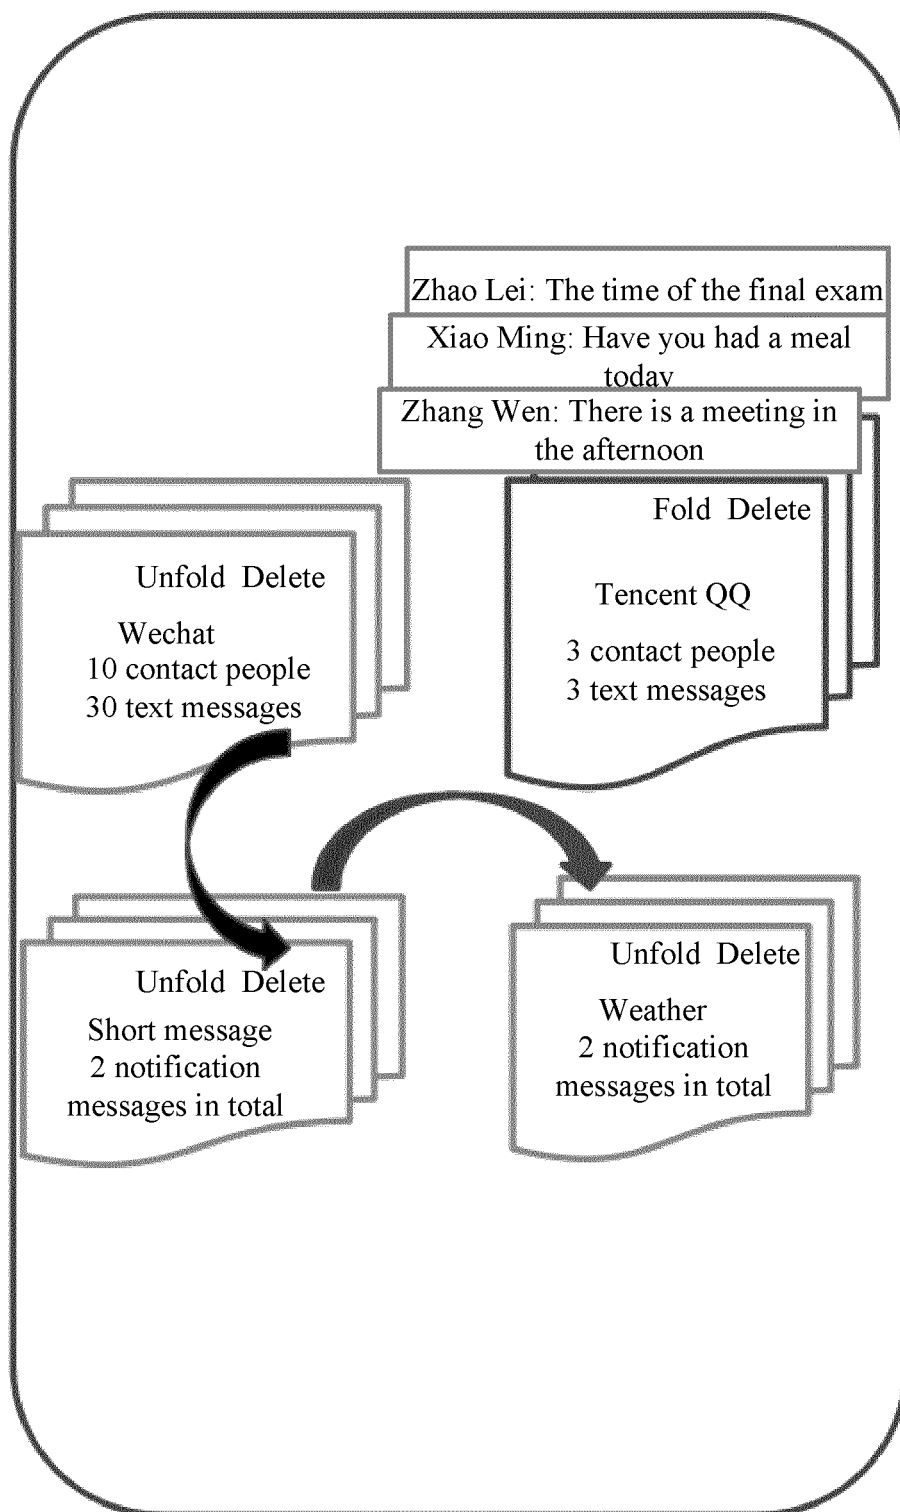 Zhao Lei: The time of the final exam
Xiao Ming: Have you had a meal
today
Zhang Wen: There is a meeting in
the afternoon
Fold Delete
Tencent QQ
3 contact people
3 text messages
Unfold Delete
Wechat
10 contact people
30 text messages
Unfold Delete
Short message
2 notification
messages in total
Unfold Delete
Weather
2 notification
messages in total